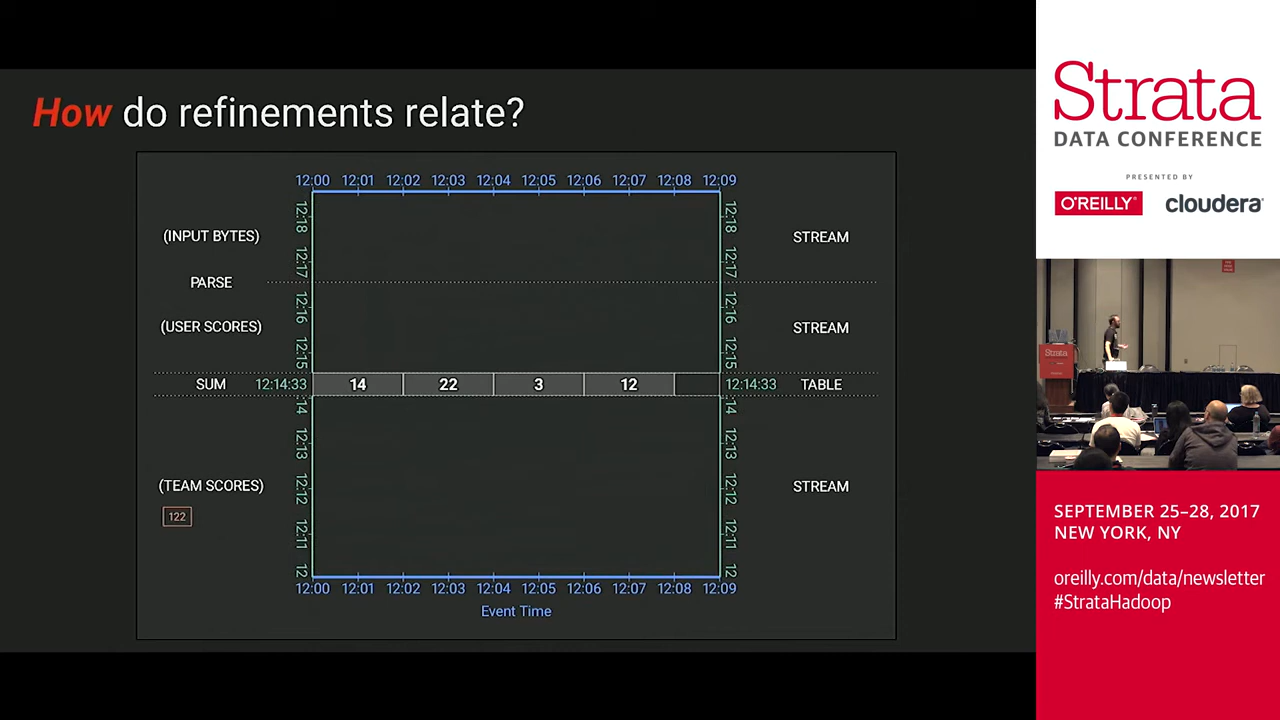 How do refinements relate?
12:00 12:01 12:02 12:03 12:04 12:05 12:06 12:07 12:08 12:09
12:18 12:18
(INPUT BYTES) STREAM
12:17 12:17
PARSE
12:16 12:16
(USER SCORES) STREAM
12:15 12:15
SUM 12:14:33 14 22 3 12 12:14:33 TABLE
:14 :14
12:13 12:13
(TEAM SCORES) 12:12 12:12 STREAM
122
12:11 12:11
12 12
12:00 12:01 12:02 12:03 12:04 12:05 12:06 12:07 12:08 12:09
Event Time
Strata
DATA CONFERENCE
PRESENTED BY
O'REILLY® cloudera
Strata
SEPTEMBER 25–28, 2017
NEW YORK, NY
oreilly.com/data/newsletter
#StrataHadoop